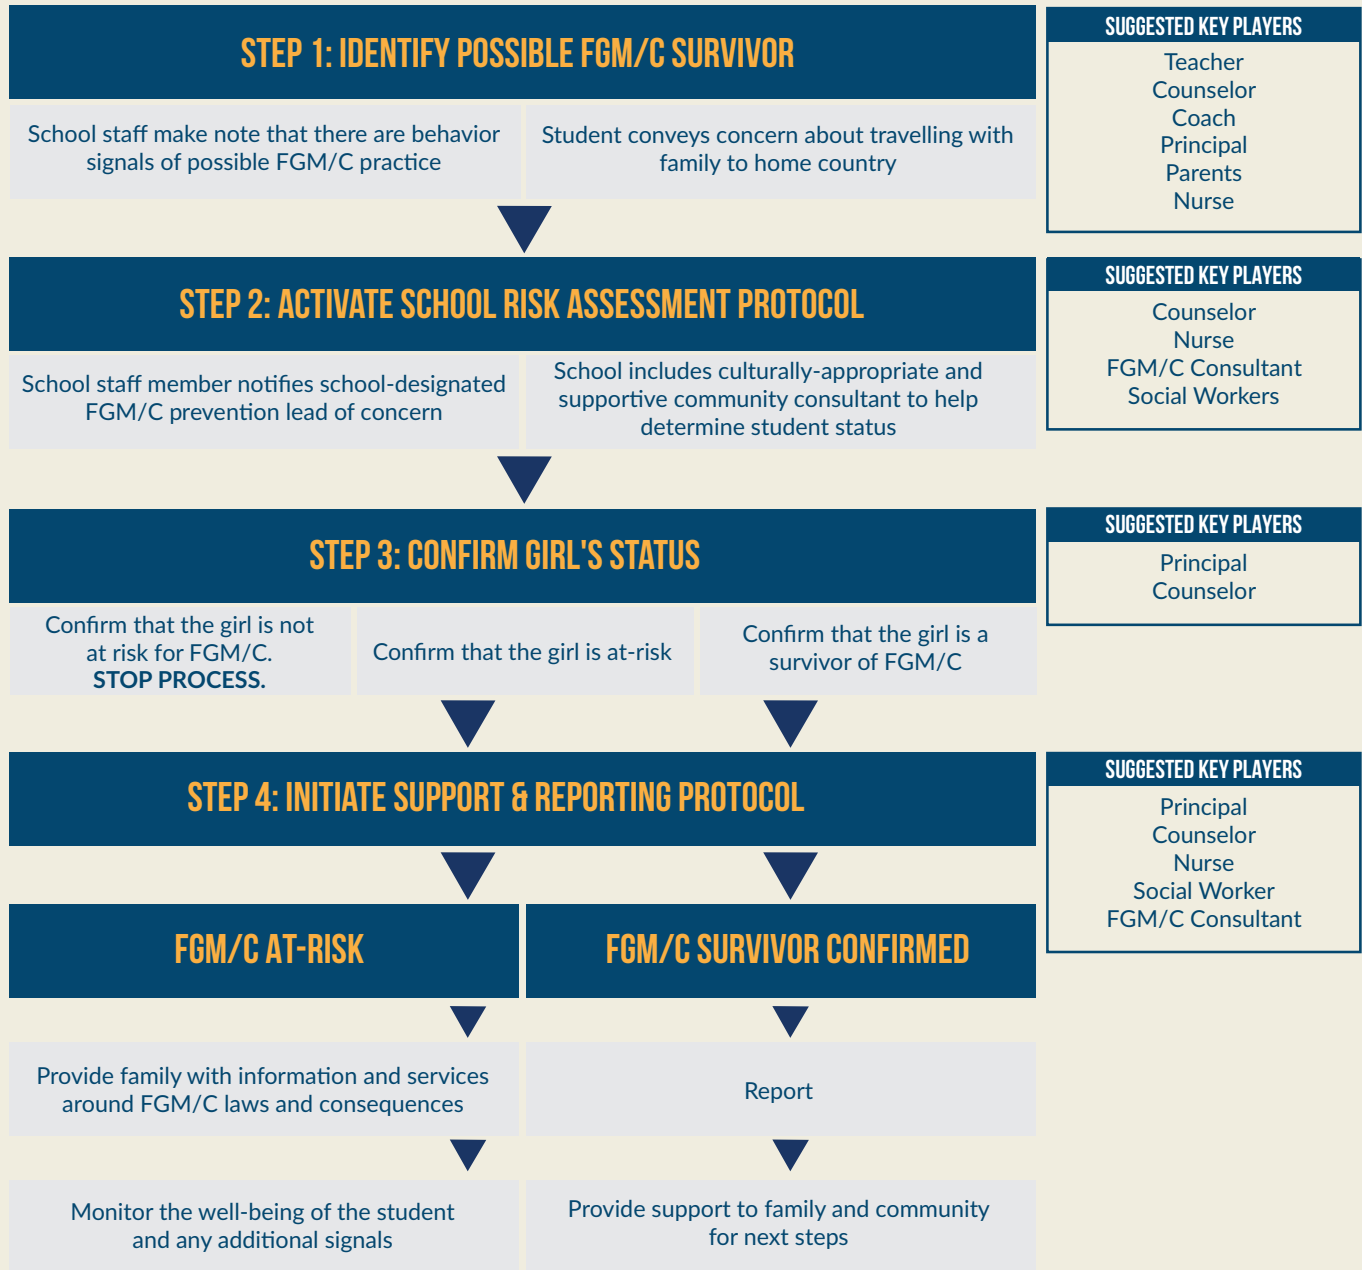 STEP 1: IDENTIFY POSSIBLE FGM/C SURVIVOR
School staff make note that there are behavior
signals of possible FGM/C practice
Student conveys concern about travelling with
family to home country
SUGGESTED KEY PLAYERS
Teacher
Counselor
Coach
Principal
Parents
Nurse
STEP 2: ACTIVATE SCHOOL RISK ASSESSMENT PROTOCOL
School staff member notifies school-designated
FGM/C prevention lead of concern
School includes culturally-appropriate and
supportive community consultant to help
determine student status
SUGGESTED KEY PLAYERS
Counselor
Nurse
FGM/C Consultant
Social Workers
STEP 3: CONFIRM GIRL'S STATUS
Confirm that the girl is not
at risk for FGM/C.
STOP PROCESS.
Confirm that the girl is at-risk
Confirm that the girl is a
survivor of FGM/C
SUGGESTED KEY PLAYERS
Principal
Counselor
STEP 4: INITIATE SUPPORT & REPORTING PROTOCOL
SUGGESTED KEY PLAYERS
Principal
Counselor
Nurse
Social Worker
FGM/C Consultant
FGM/C AT-RISK
FGM/C SURVIVOR CONFIRMED
Provide family with information and services
around FGM/C laws and consequences
Report
Monitor the well-being of the student
and any additional signals
Provide support to family and community
for next steps